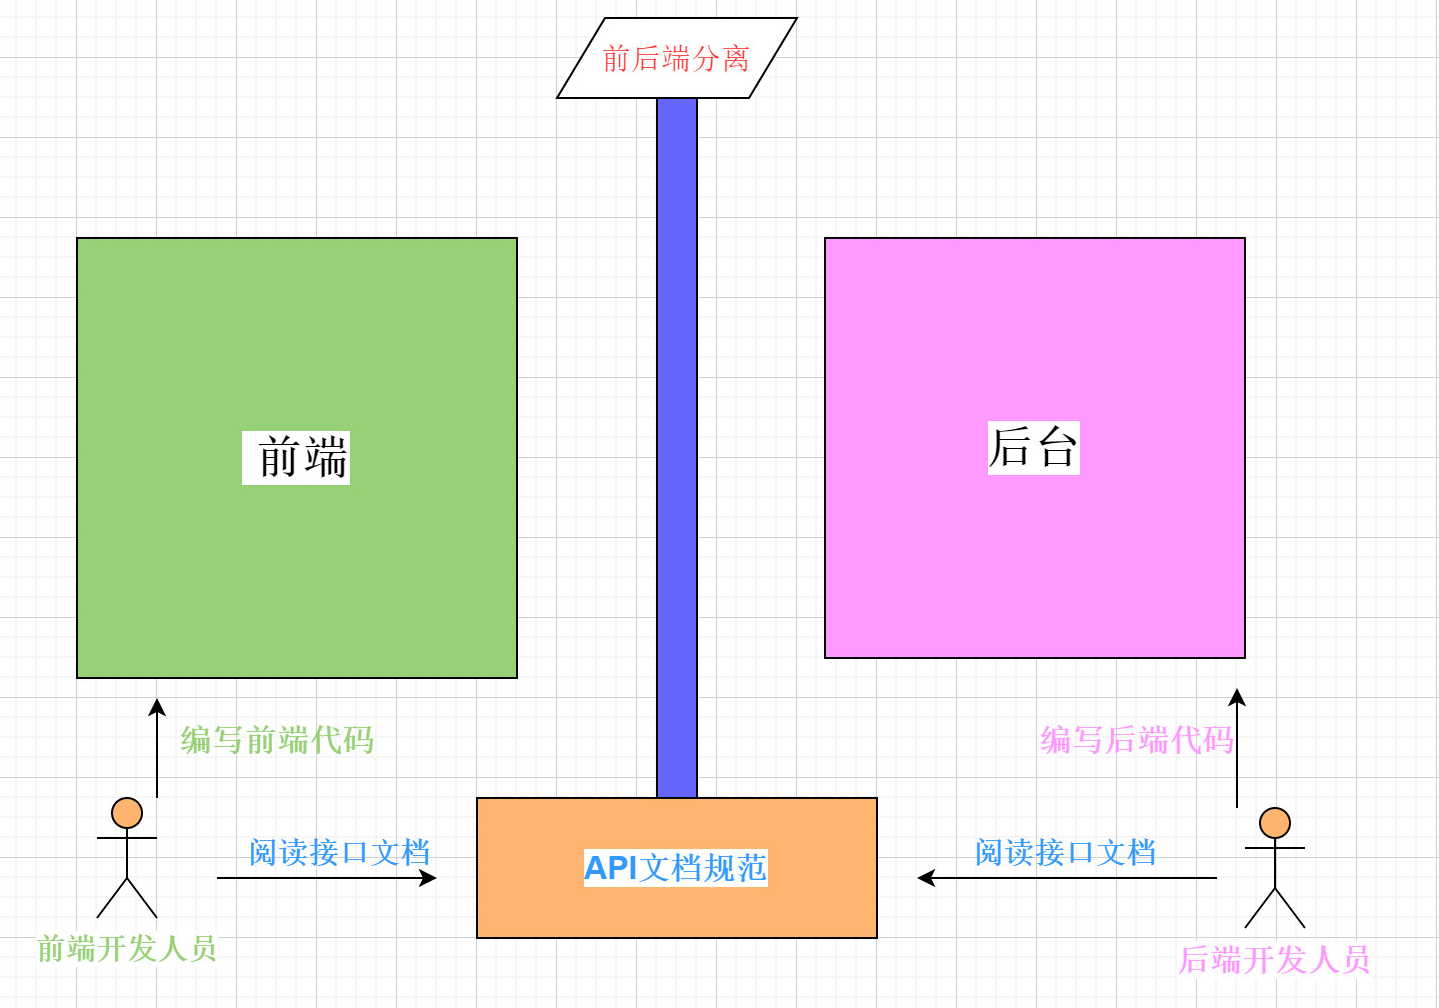 前后端分离
前端
后台
编写前端代码
编写后端代码
阅读接口文档
API文档规范
阅读接口文档
前端开发人员
后端开发人员